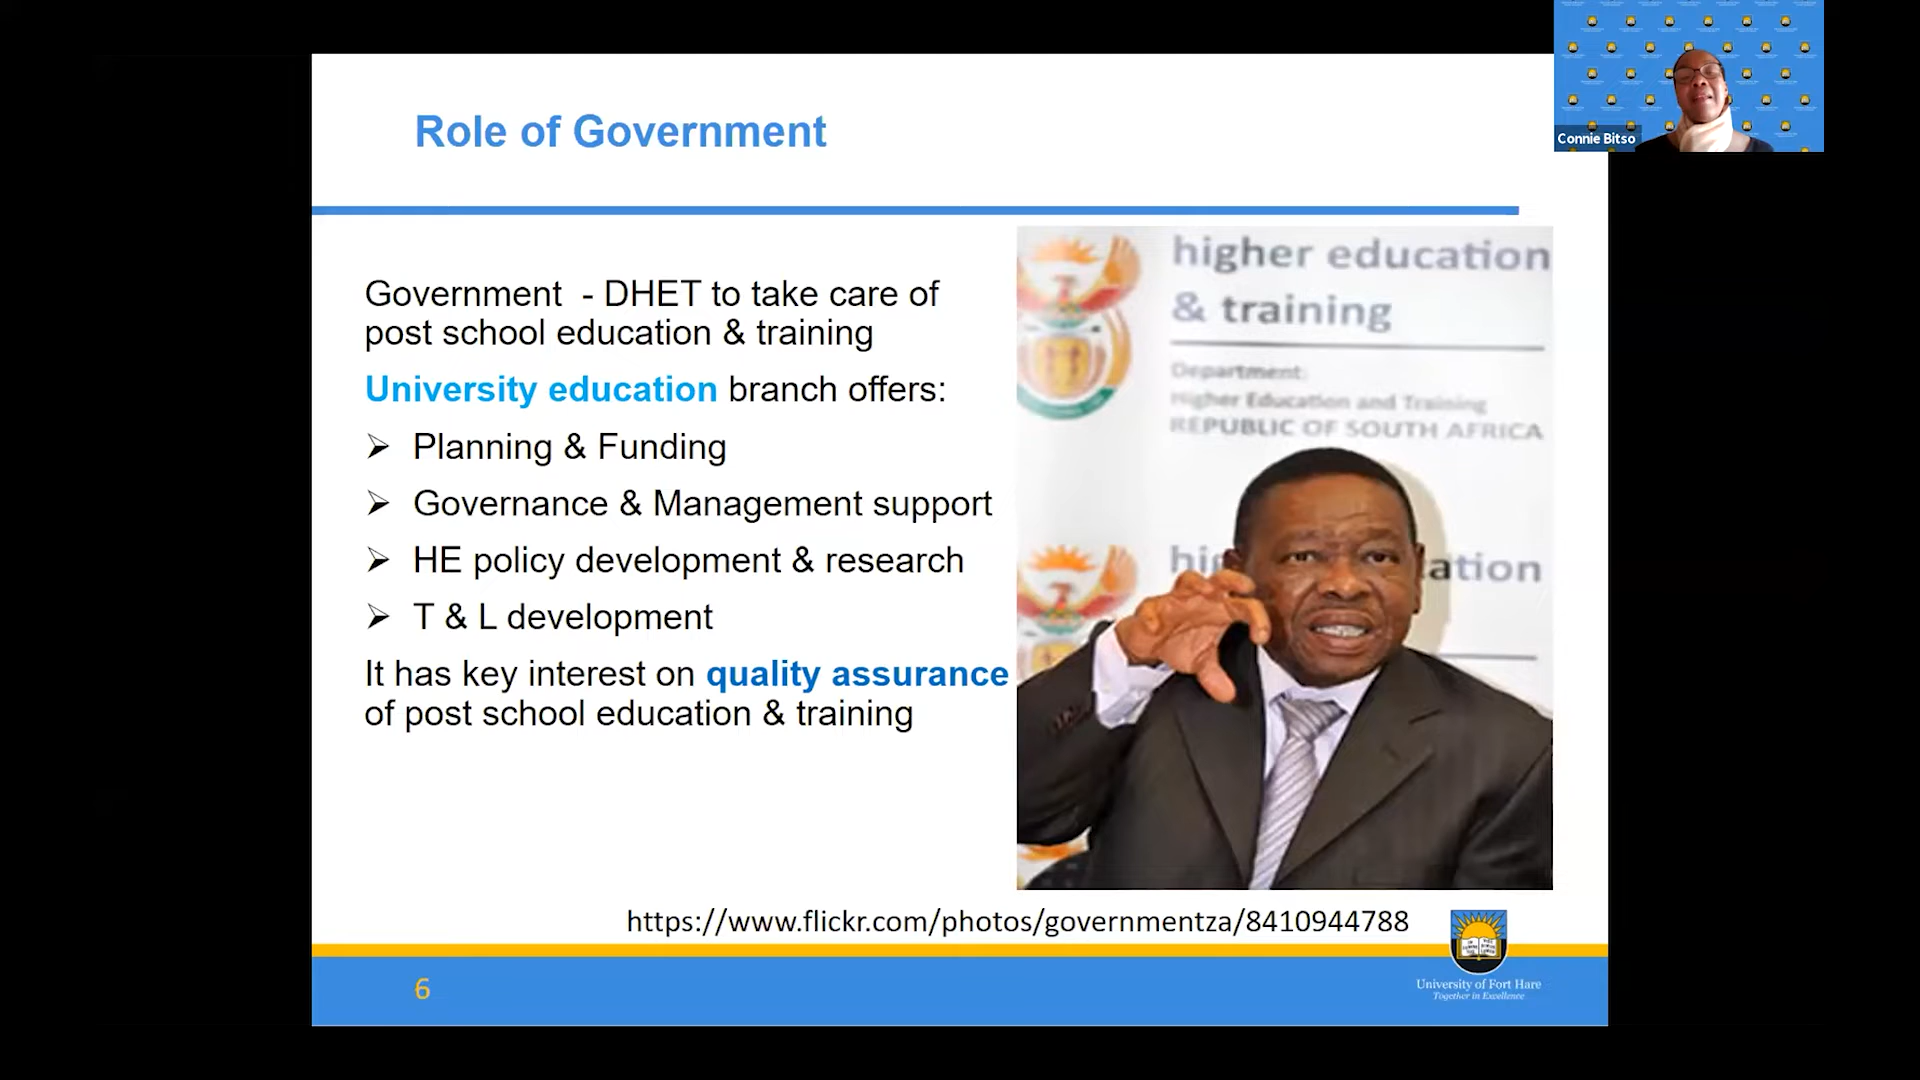 Role of Government
Connie Bitso
Government - DHET to take care of
post school education & training
University education branch offers:
➢ Planning & Funding
➢ Governance & Management support
➢ HE policy development & research
➢ T & L development
It has key interest on quality assurance
of post school education & training
higher education
& training
Department:
Higher Education and Training
REPUBLIC OF SOUTH AFRICA
https://www.flickr.com/photos/governmentza/8410944788
6
University of Fort Hare
Together in Excellence